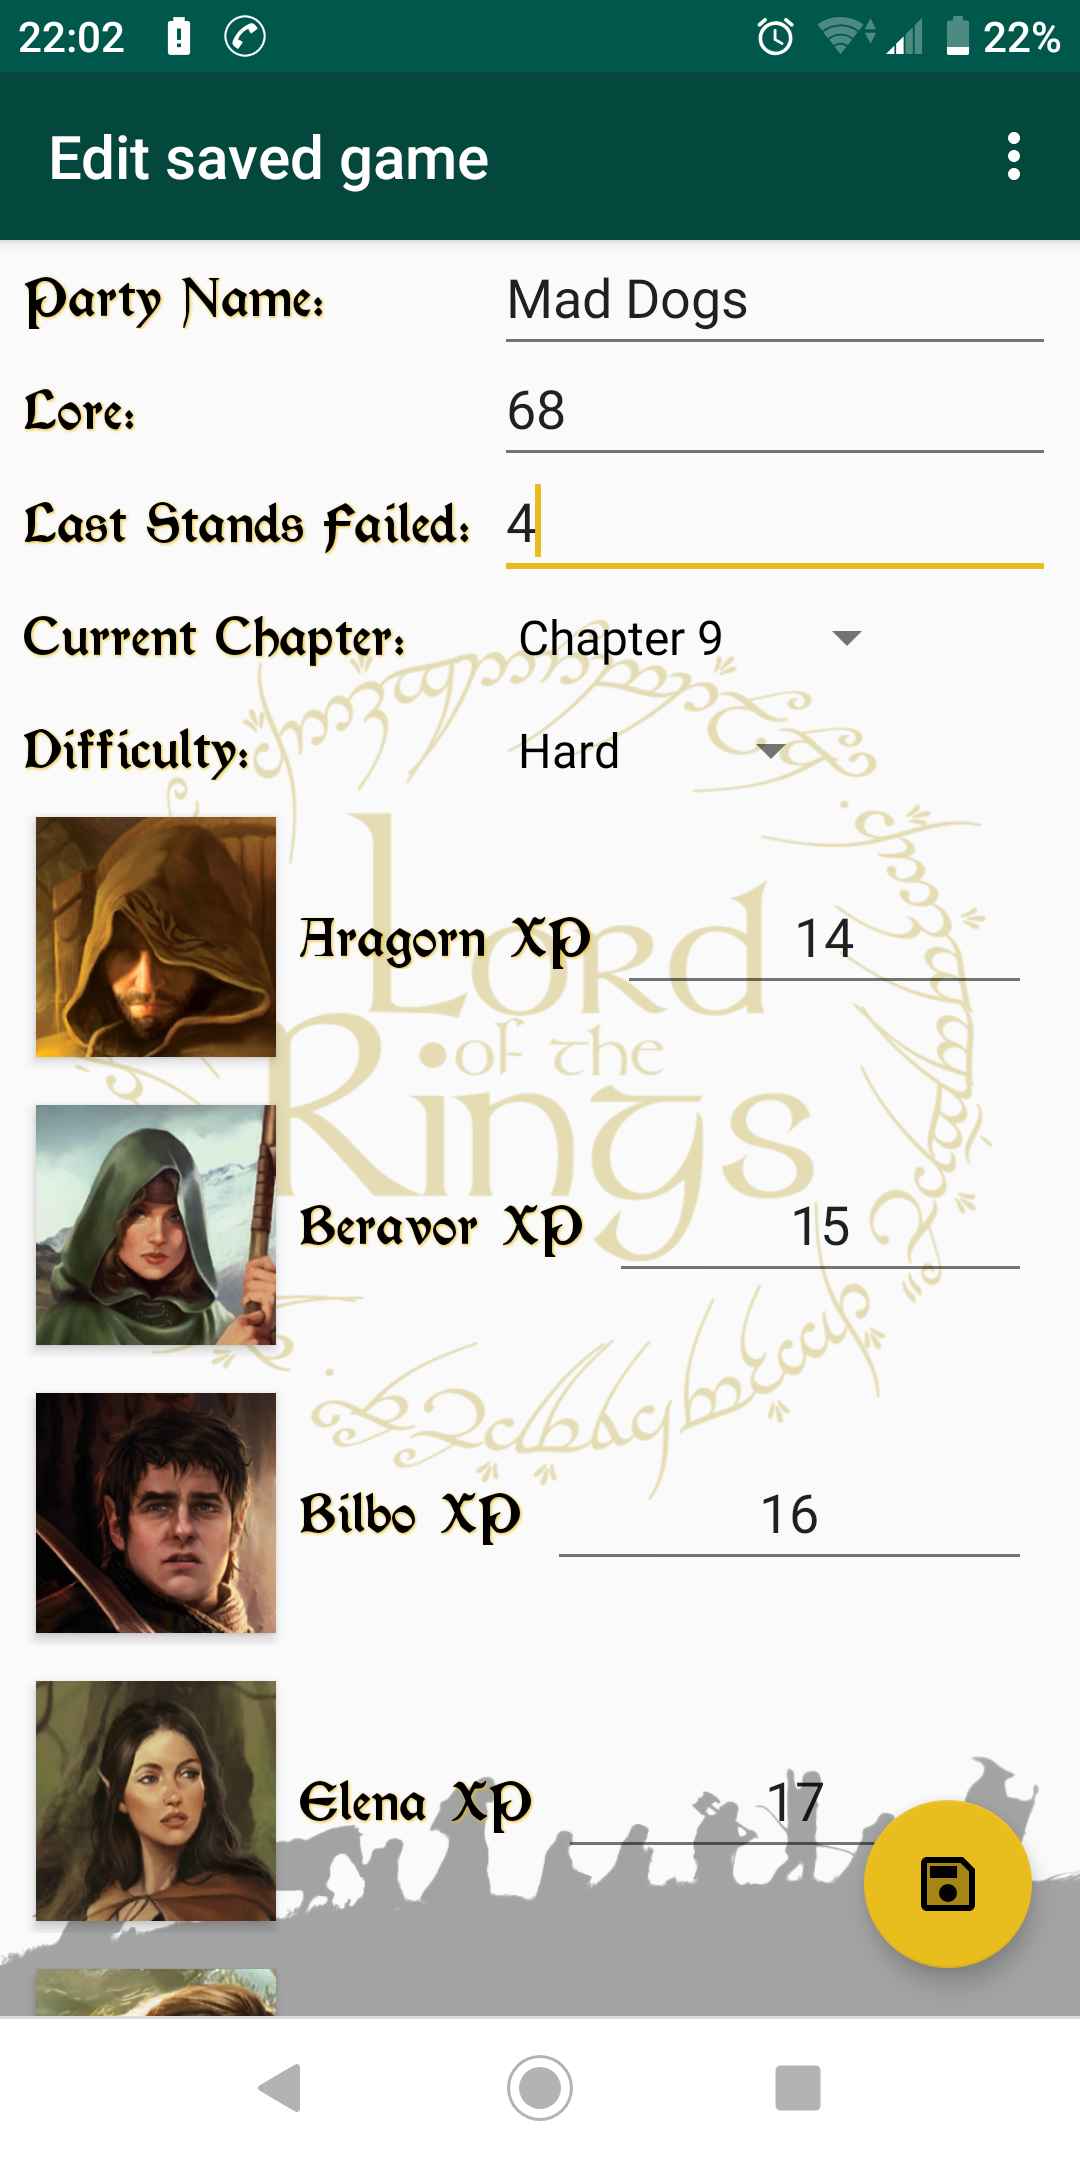 22:02
22%
Edit saved game
Party Name: Mad Dogs
Lore: 68
Last Stands Failed: 4
Current Chapter: Chapter 9
Difficulty: Hard
Lord
of the
Rings
Aragorn XP 14
Beravor XP 15
Bilbo XP 16
Elena XP 17